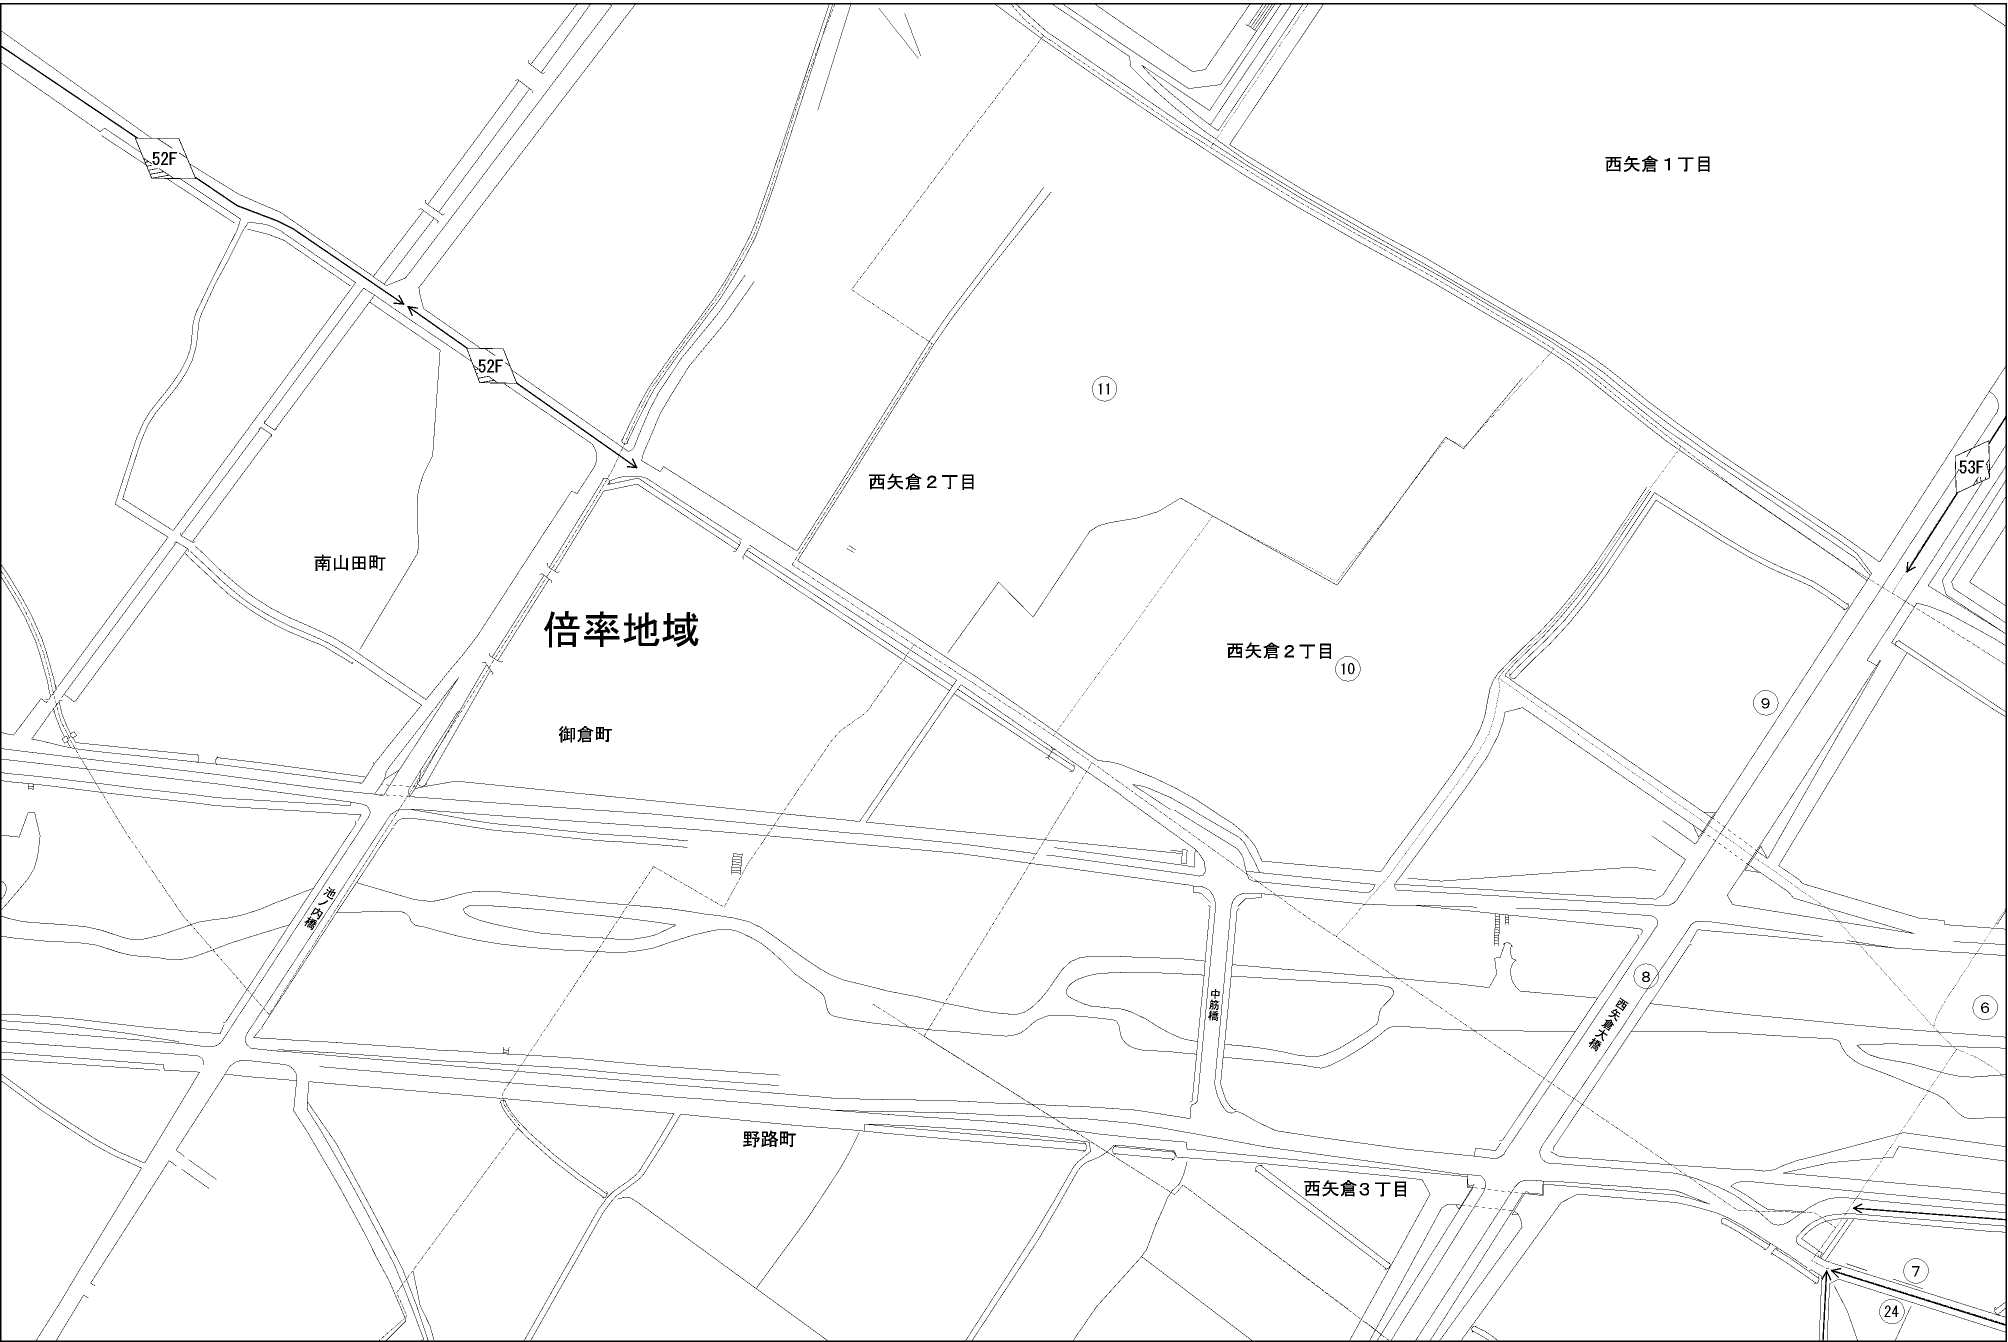 52F
西矢倉１丁目
52F
11
53F
西矢倉２丁目
南山田町
倍率地域
西矢倉２丁目
10
9
御倉町
池ノ内橋
8
中筋橋
西矢倉大橋
6
野路町
西矢倉３丁目
7
24